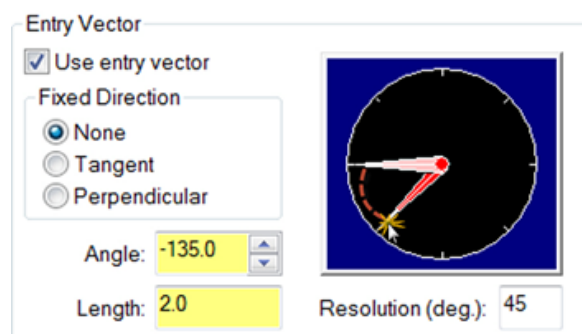 Entry Vector
Use entry vector
Fixed Direction
None
Tangent
Perpendicular
Angle: -135.0
Length: 2.0
Resolution (deg.): 45